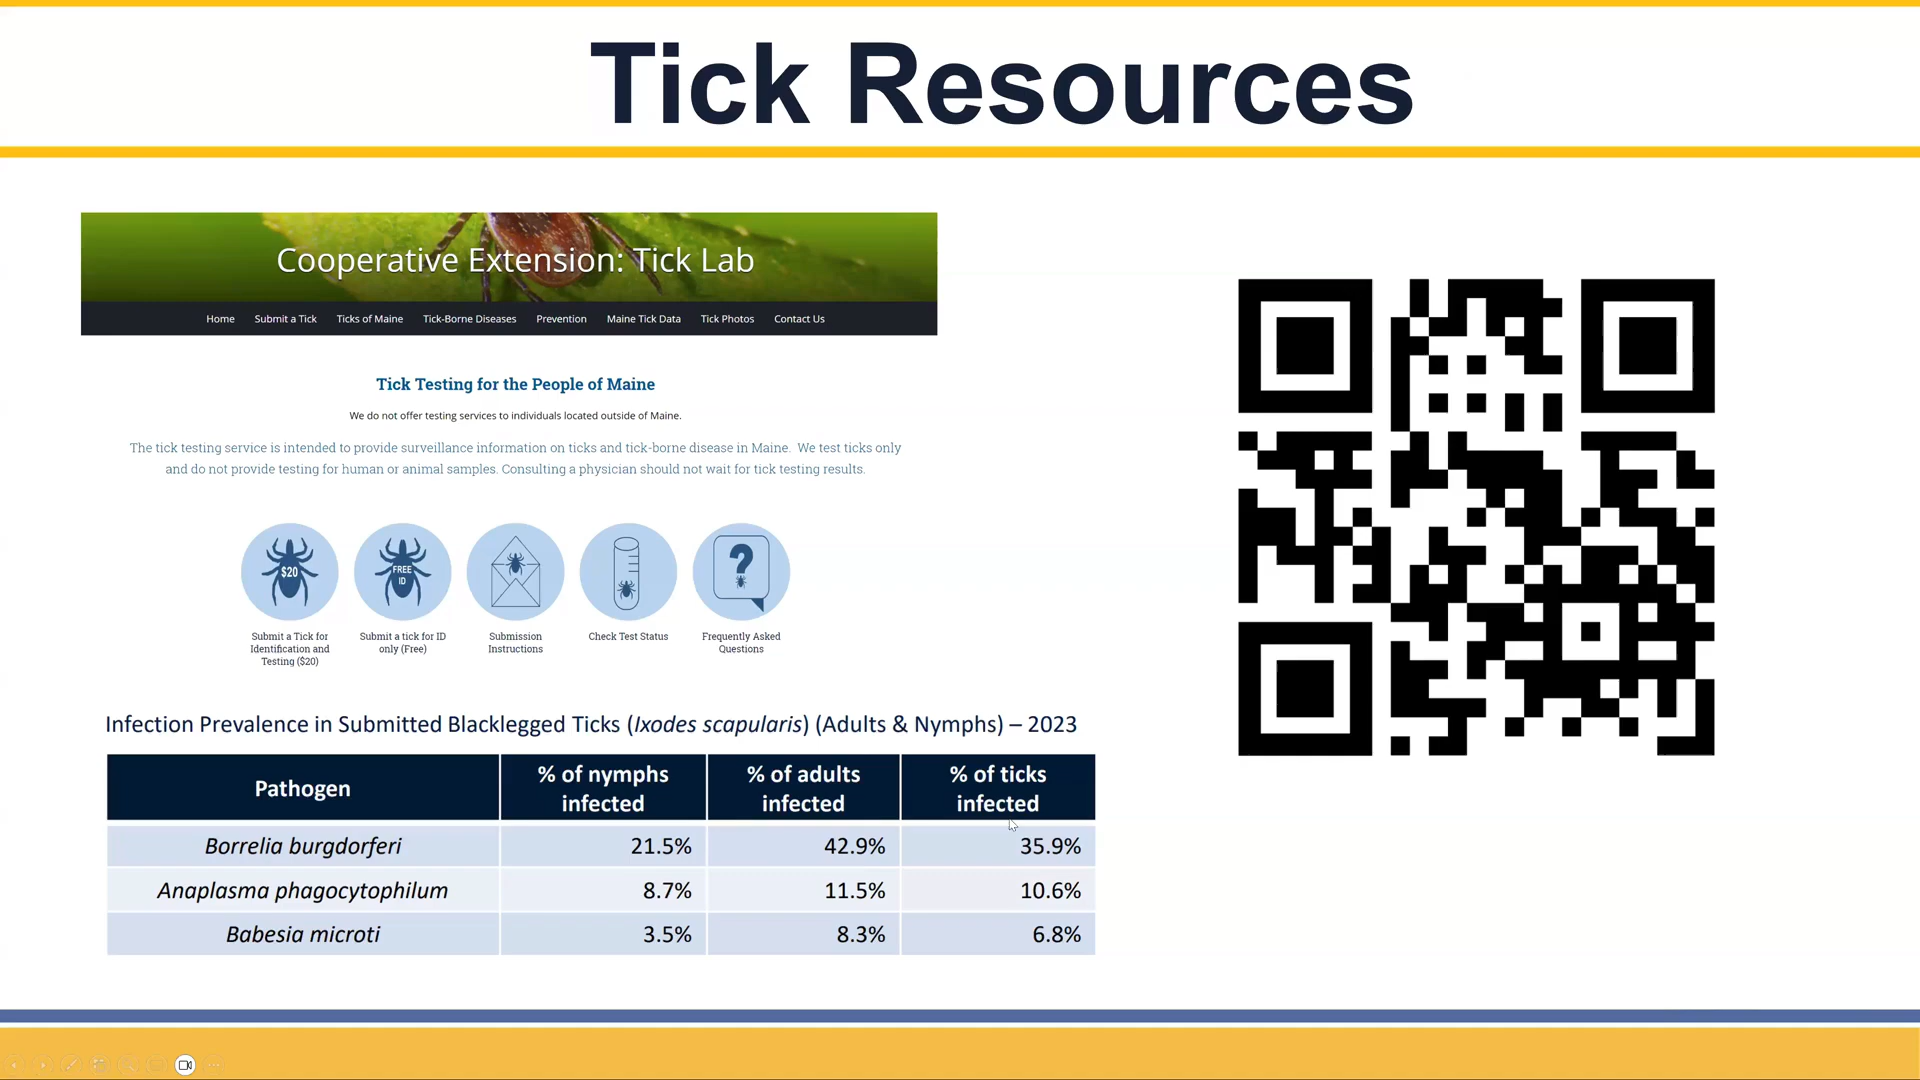 Tick Resources
Cooperative Extension: Tick Lab
Home Submit a Tick Ticks of Maine Tick-Borne Diseases Prevention Maine Tick Data Tick Photos Contact Us
Tick Testing for the People of Maine
We do not offer testing services to individuals located outside of Maine.
The tick testing service is intended to provide surveillance information on ticks and tick-borne disease in Maine. We test ticks only
and do not provide testing for human or animal samples. Consulting a physician should not wait for tick testing results.
$20
FREE
ID
?
Submit a Tick for
Identification and
Testing ($20)
Submit a tick for ID
only (Free)
Submission
Instructions
Check Test Status
Frequently Asked
Questions
Infection Prevalence in Submitted Blacklegged Ticks (Ixodes scapularis) (Adults & Nymphs) – 2023
Pathogen
% of nymphs
infected
% of adults
infected
% of ticks
infected
Borrelia burgdorferi 21.5% 42.9% 35.9%
Anaplasma phagocytophilum 8.7% 11.5% 10.6%
Babesia microti 3.5% 8.3% 6.8%